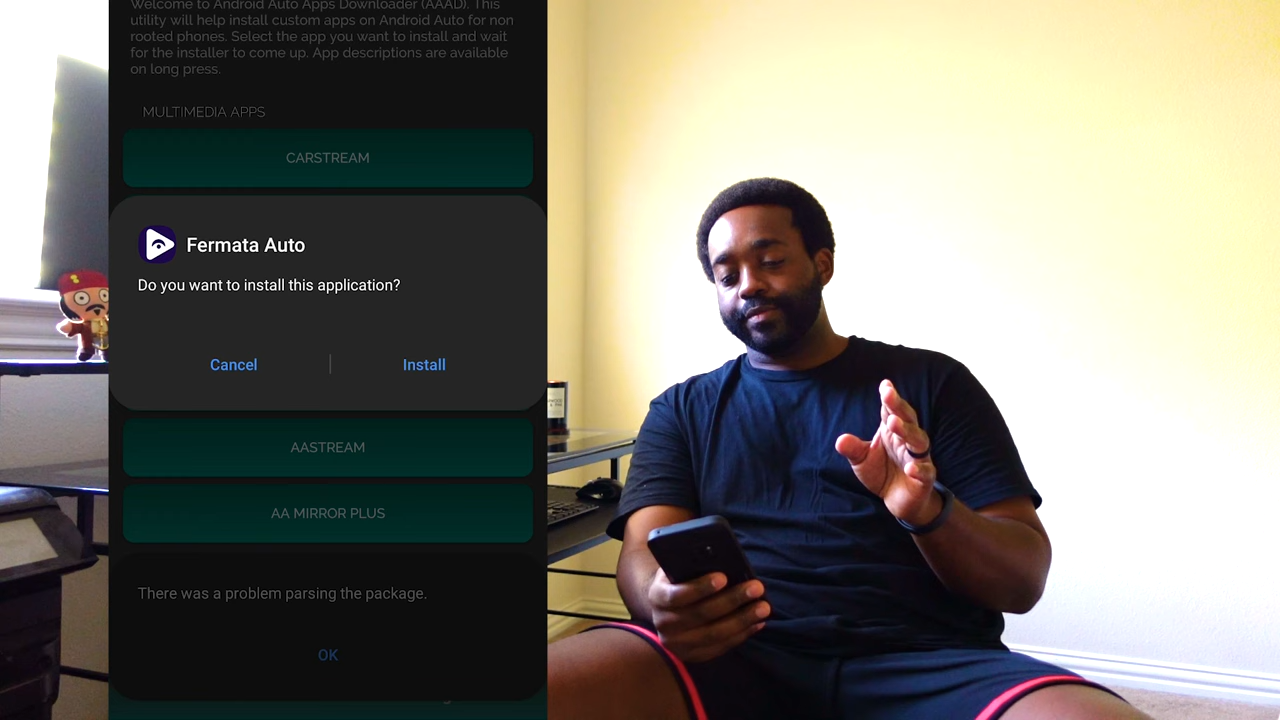 Welcome to Android Auto Apps Downloader (AAAD). This
utility will help install custom apps on Android Auto for non
rooted phones. Select the app you want to install and wait
for the installer to come up. App descriptions are available
on long press.
MULTIMEDIA APPS
CARSTREAM
Fermata Auto
Do you want to install this application?
Cancel
Install
AASTREAM
AA MIRROR PLUS
There was a problem parsing the package.
OK